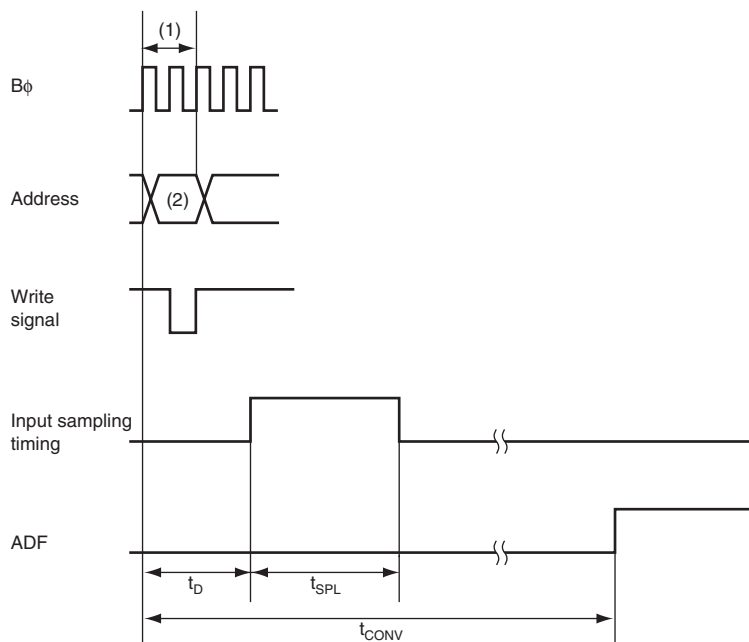 (1)
Bϕ
Address
(2)
Write
signal
Input sampling
timing
ADF
tD
tSPL
tCONV